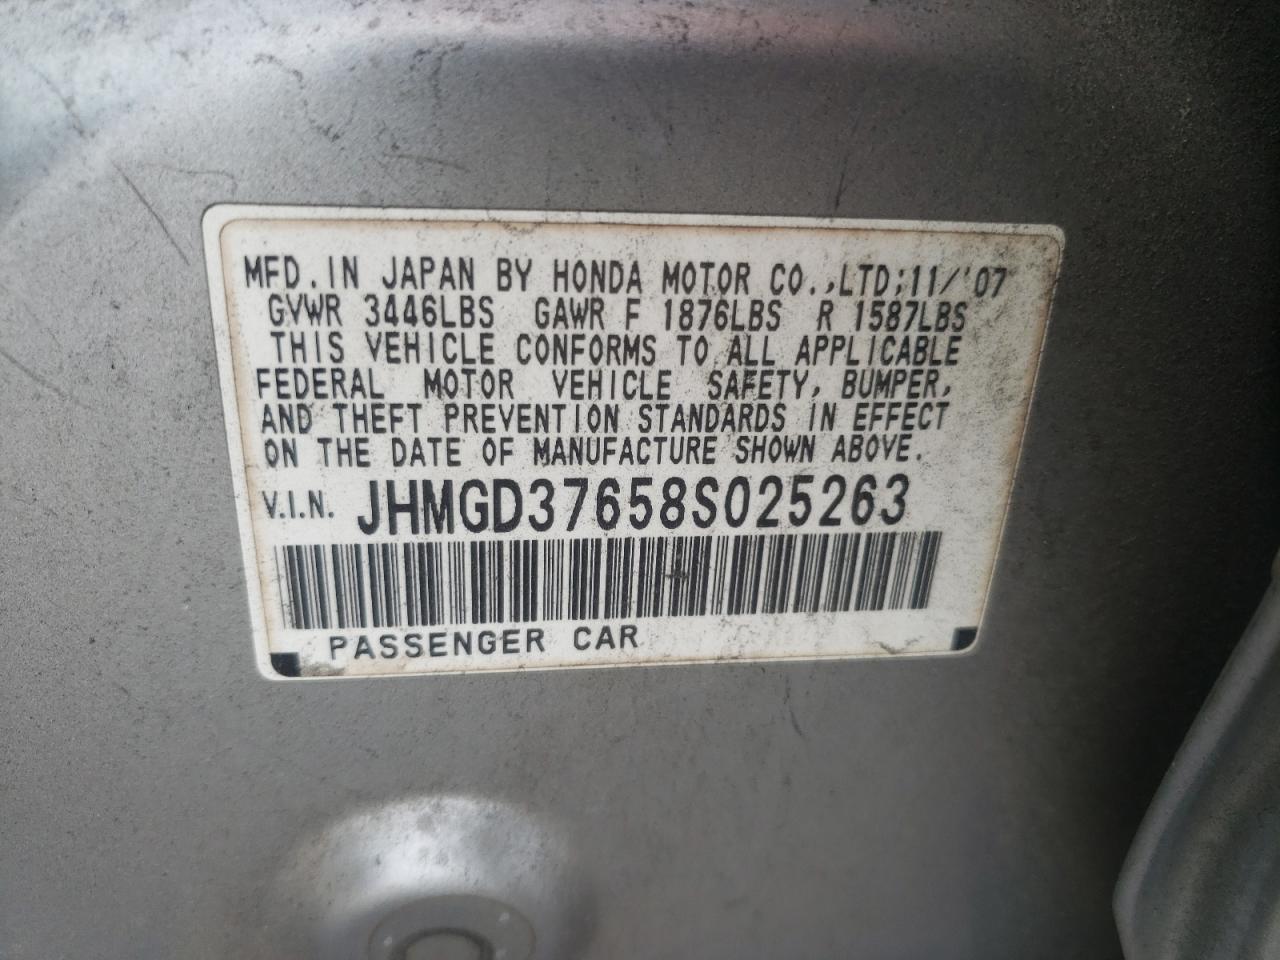 MFD.IN JAPAN BY HONDA MOTOR CO.,LTD;11/'07
GVWR 3446LBS GAWR F 1876LBS R 1587LBS
THIS VEHICLE CONFORMS TO ALL APPLICABLE
FEDERAL MOTOR VEHICLE SAFETY, BUMPER,
AND THEFT PREVENTION STANDARDS IN EFFECT
ON THE DATE OF MANUFACTURE SHOWN ABOVE.
V.I.N. JHMGD37658S025263
PASSENGER CAR